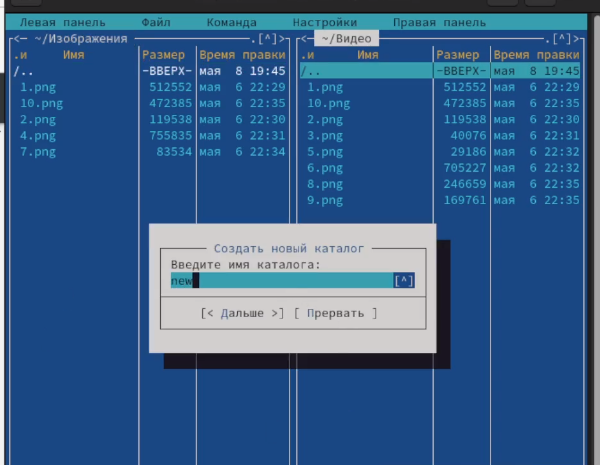 Левая панель Файл Команда Настройки Правая панель
<— ~/Изображения .[^]> <— ~/Видео .[^]>
.и Имя Размер Время правки .и Имя Размер Время правки
/.. -ВВЕРХ- мая 8 19:45 /.. -ВВЕРХ- мая 8 19:45
1.png 512552 мая 6 22:29 1.png 512552 мая 6 22:29
10.png 472385 мая 6 22:35 10.png 472385 мая 6 22:35
2.png 119538 мая 6 22:30 2.png 119538 мая 6 22:30
4.png 755835 мая 6 22:31 3.png 40076 мая 6 22:31
7.png 83534 мая 6 22:34 5.png 29186 мая 6 22:32
6.png 705227 мая 6 22:32
8.png 246659 мая 6 22:35
9.png 169761 мая 6 22:35
Создать новый каталог
Введите имя каталога:
new [^]
[< Дальше >] [ Прервать ]